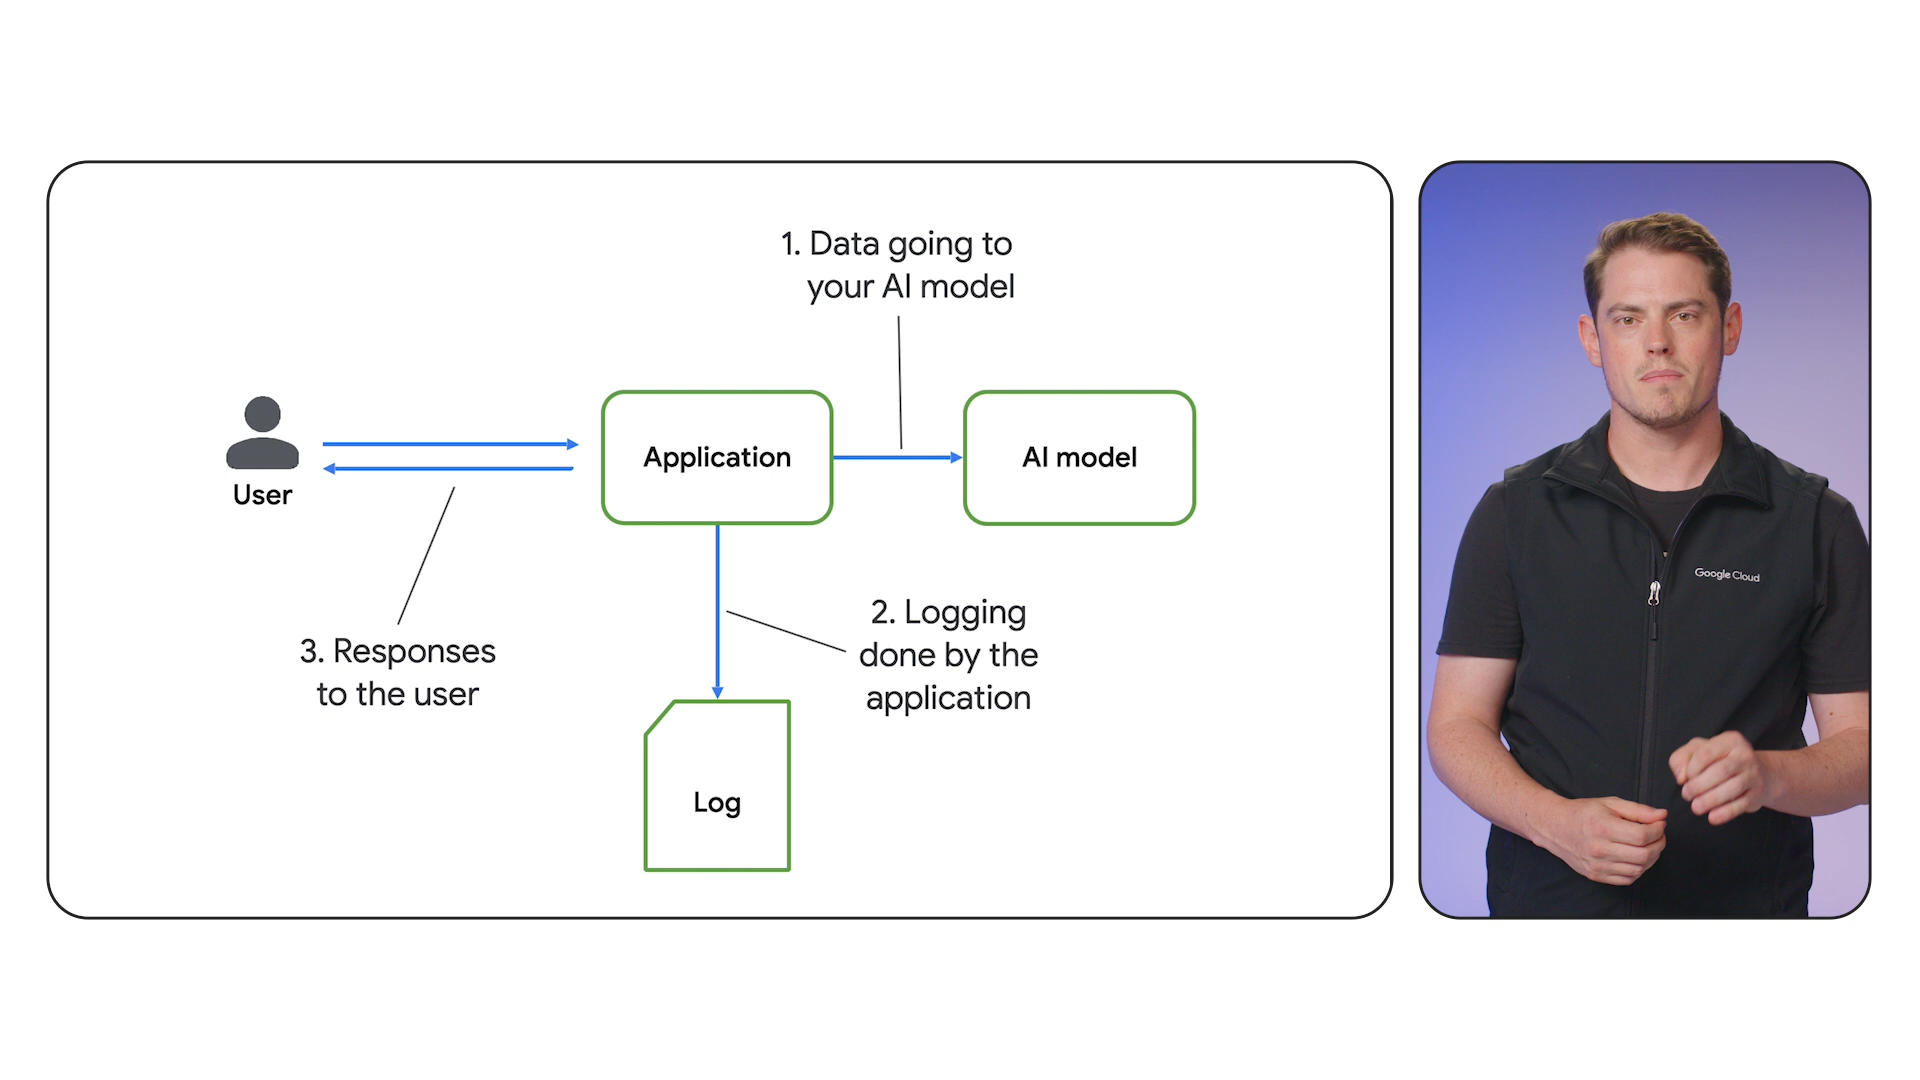 1. Data going to
your AI model
User
Application
AI model
3. Responses
to the user
2. Logging
done by the
application
Log
Google Cloud